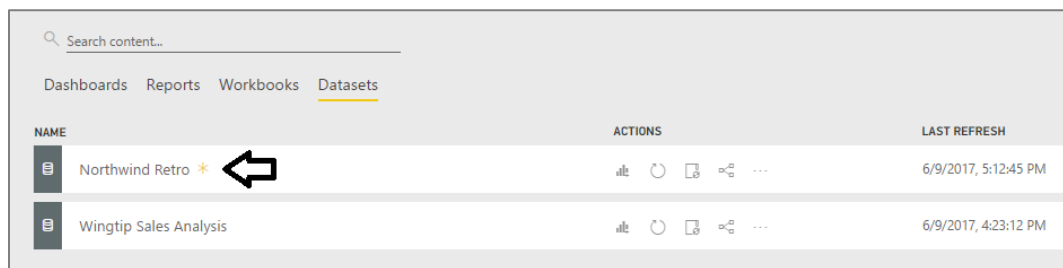 Search content...
Dashboards Reports Workbooks Datasets
NAME ACTIONS LAST REFRESH
Northwind Retro * 6/9/2017, 5:12:45 PM
Wingtip Sales Analysis 6/9/2017, 4:23:12 PM